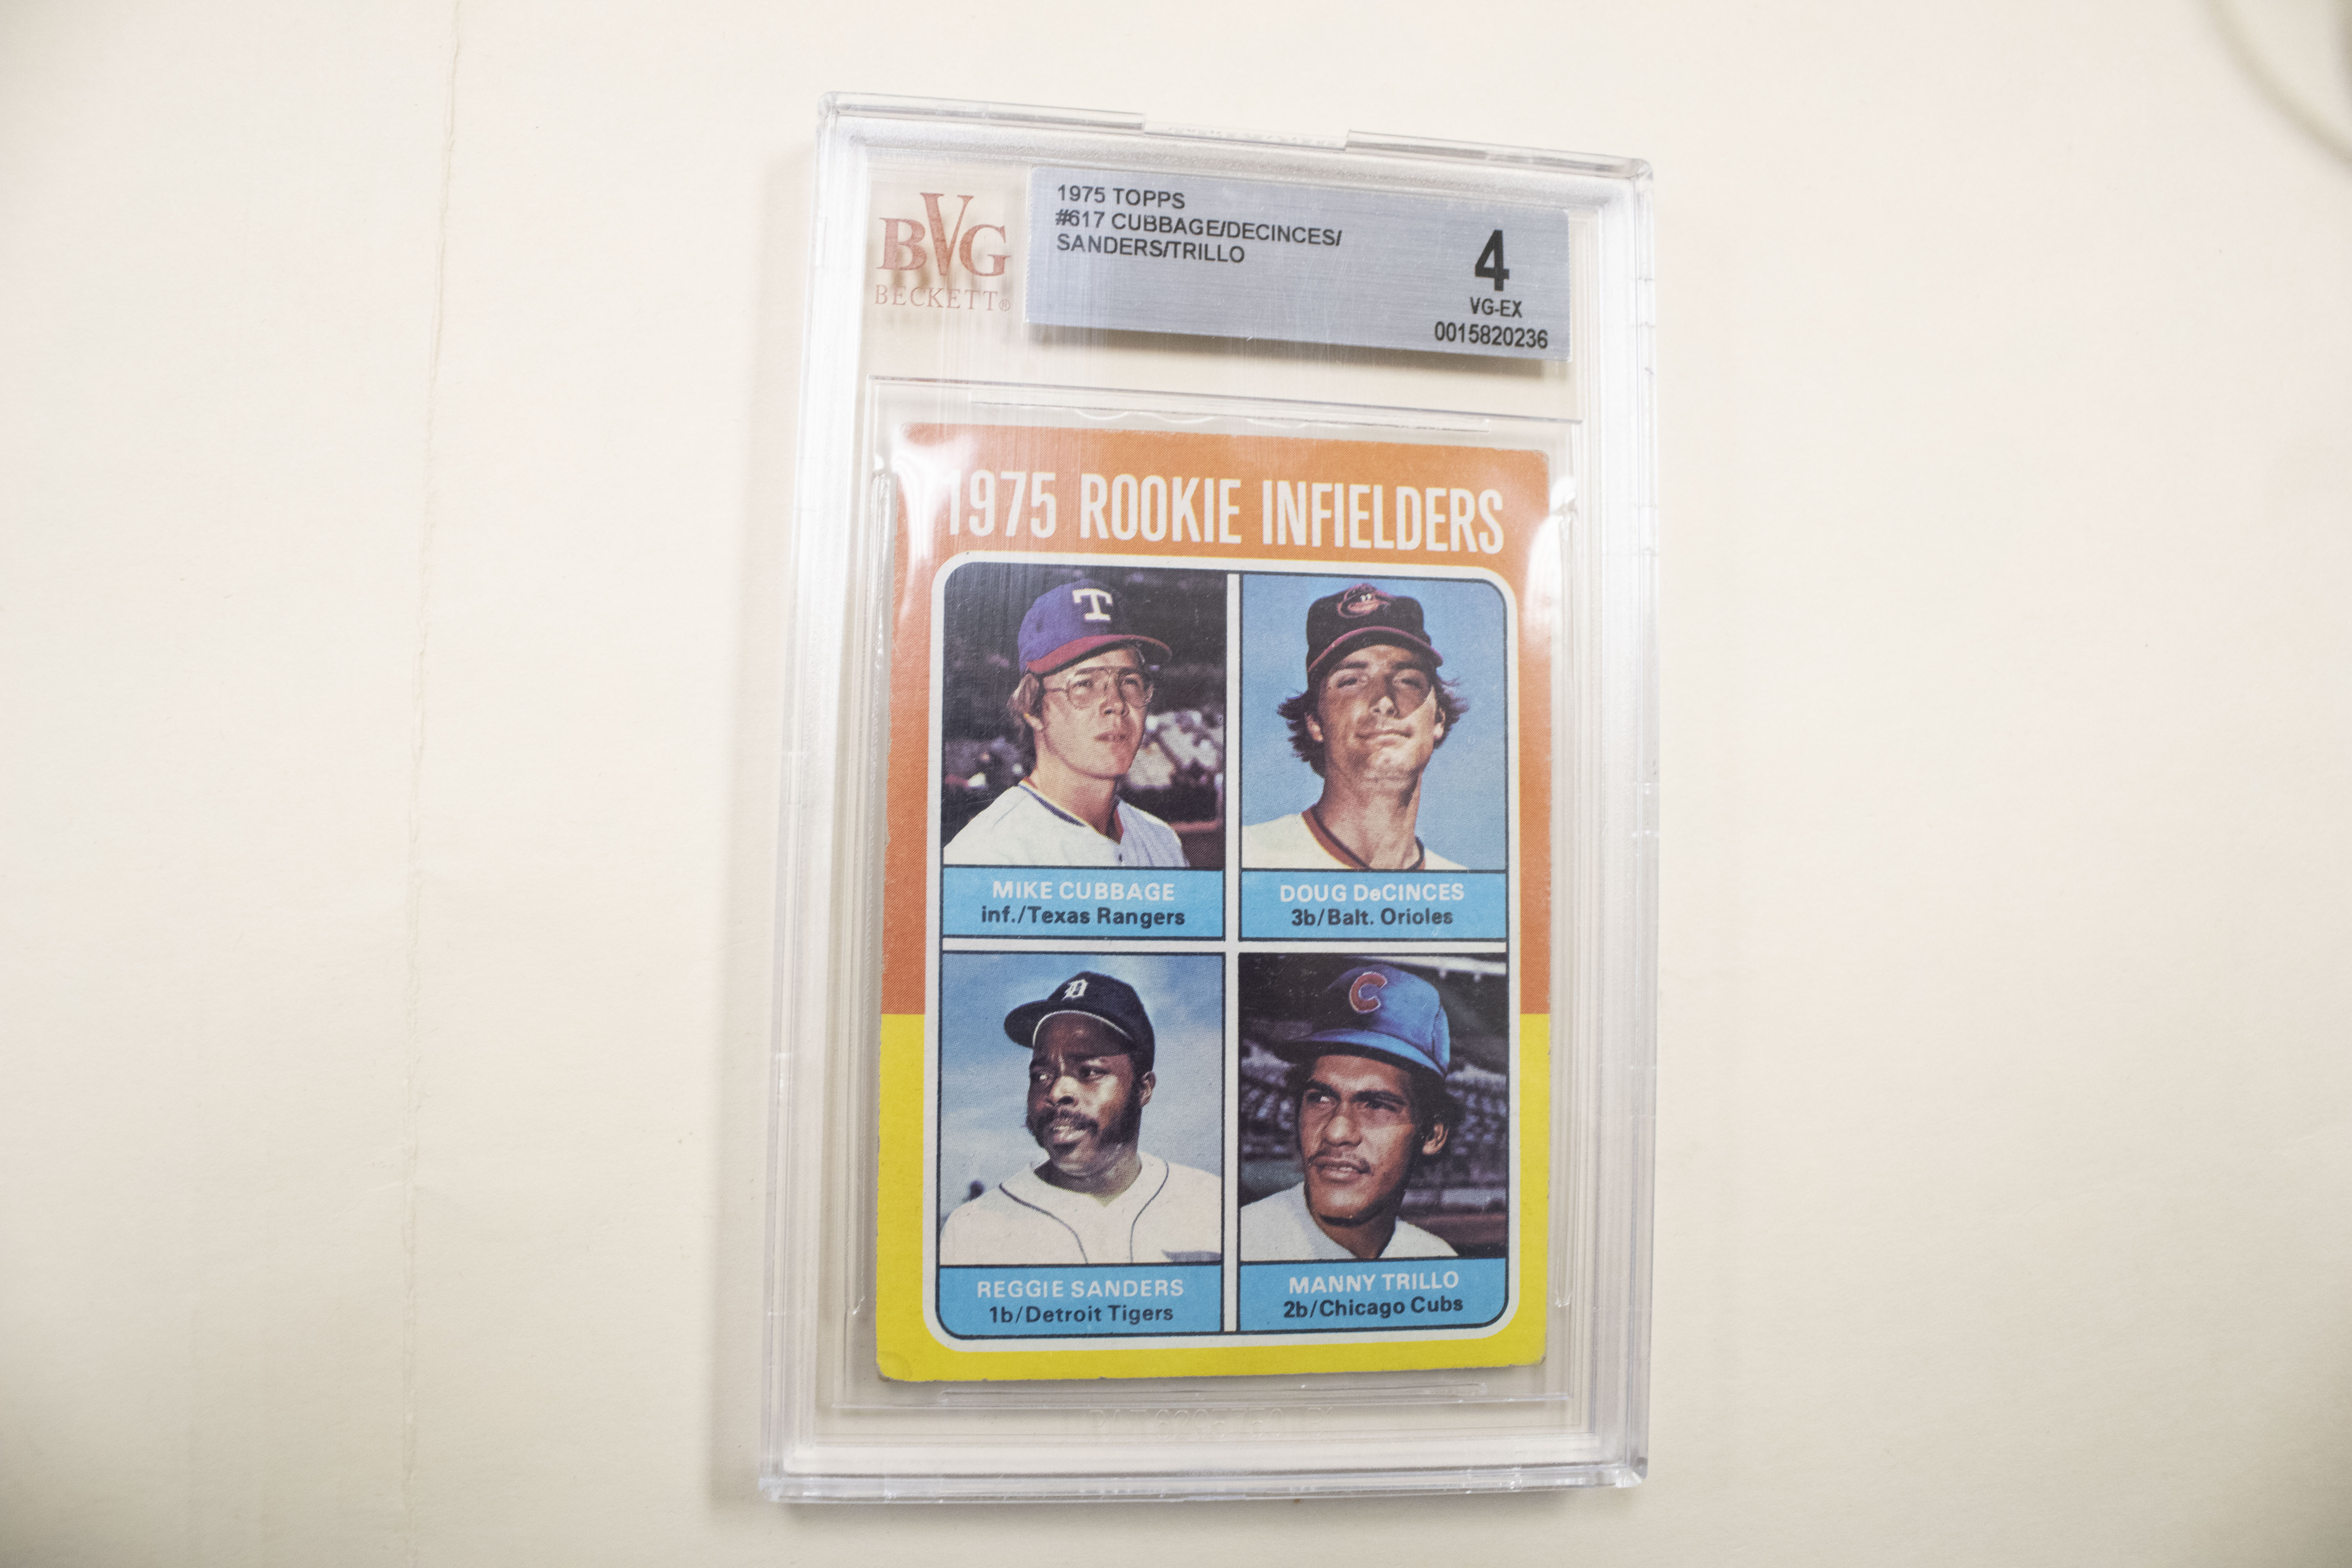 BVG
BECKETT®
1975 TOPPS
#617 CUBBAGE/DECINCES/
SANDERS/TRILLO
4
VG-EX
0015820236
1975 ROOKIE INFIELDERS
T
MIKE CUBBAGE
inf./Texas Rangers
DOUG DeCINCES
3b/Balt. Orioles
D
REGGIE SANDERS
1b/Detroit Tigers
C
MANNY TRILLO
2b/Chicago Cubs